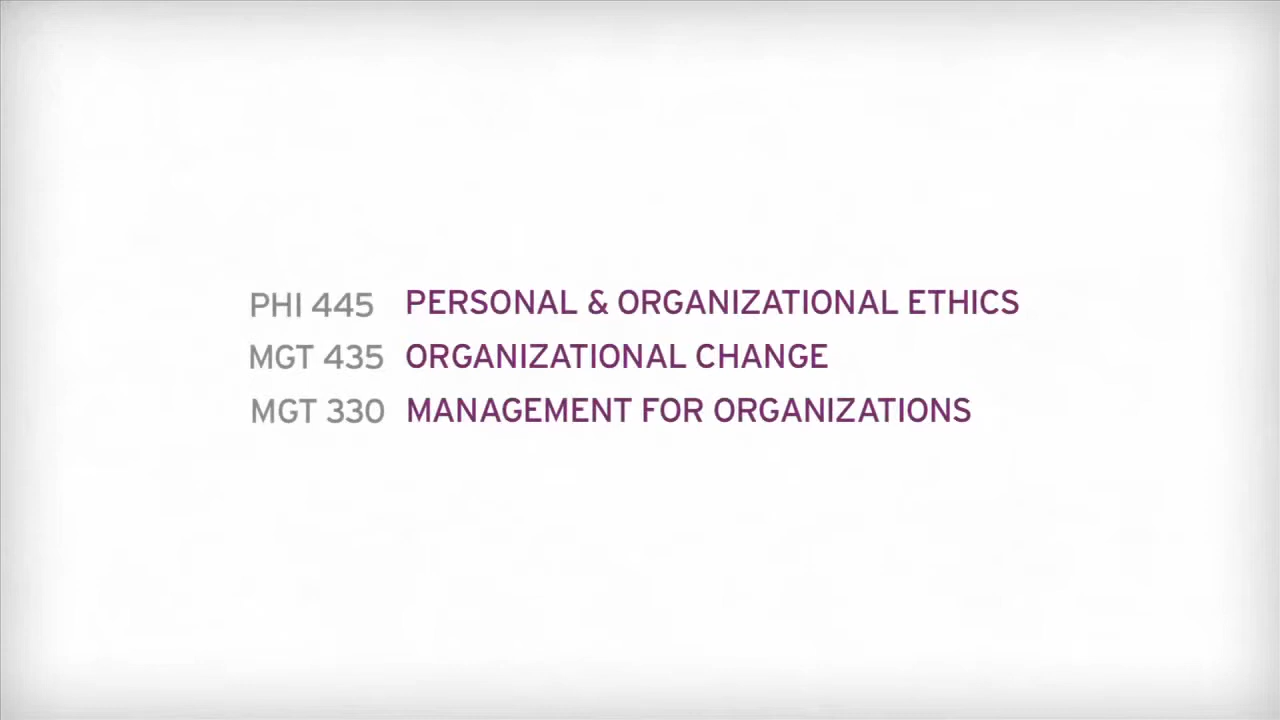 PHI 445 PERSONAL & ORGANIZATIONAL ETHICS
MGT 435 ORGANIZATIONAL CHANGE
MGT 330 MANAGEMENT FOR ORGANIZATIONS